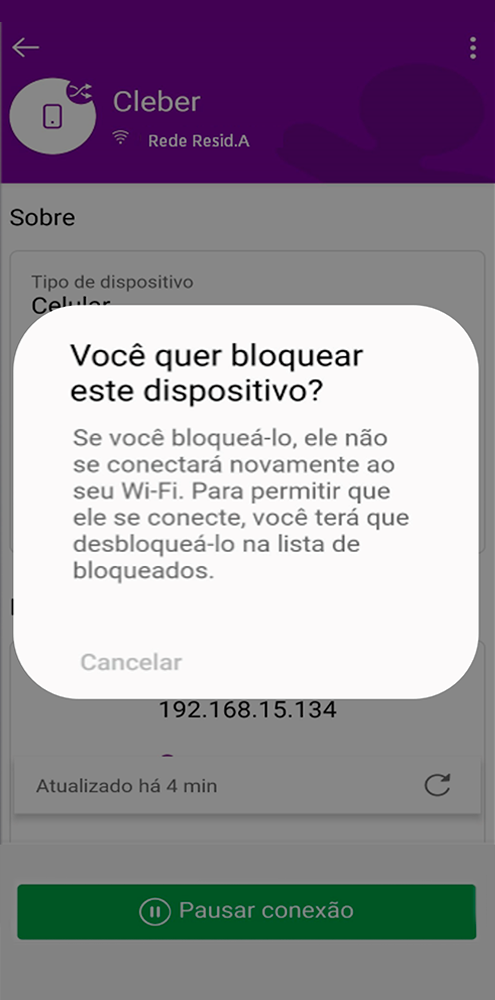 Cleber
Rede Resid.A
Sobre
Tipo de dispositivo
Celular
Você quer bloquear
este dispositivo?
Se você bloqueá-lo, ele não
se conectará novamente ao
seu Wi-Fi. Para permitir que
ele se conecte, você terá que
desbloqueá-lo na lista de
bloqueados.
Cancelar
192.168.15.134
Atualizado há 4 min
Pausar conexão